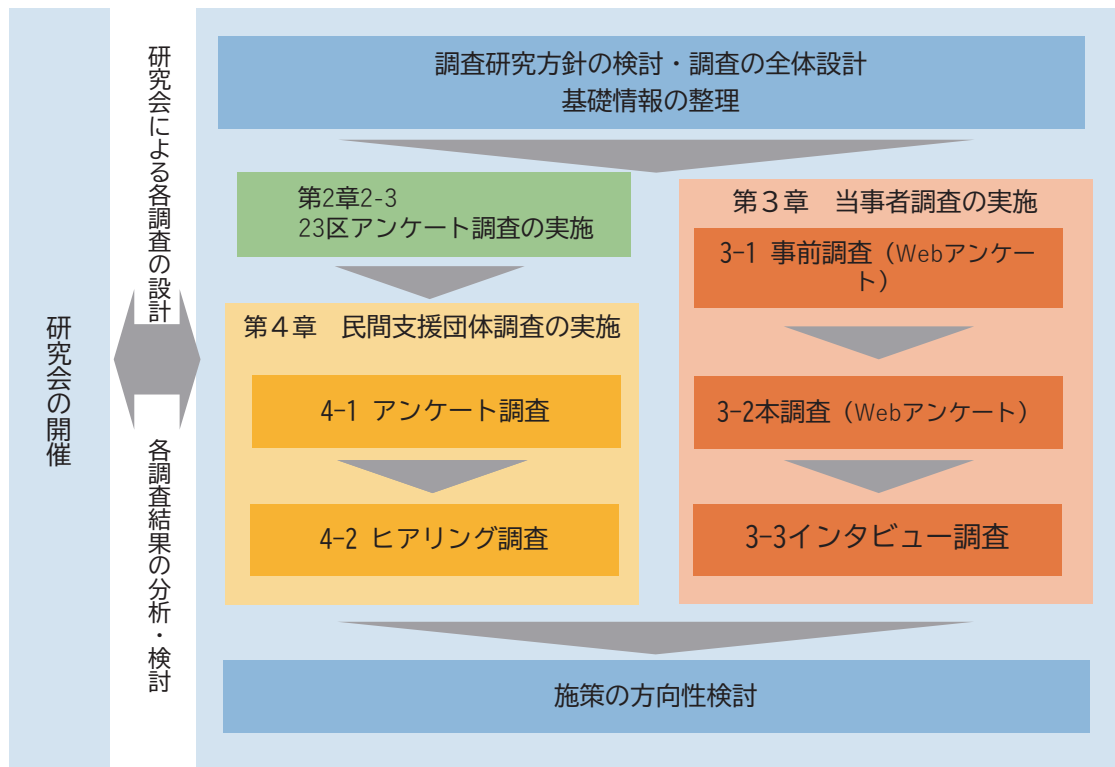 研究会の開催
研究会による各調査の設計
各調査結果の分析・検討
調査研究方針の検討・調査の全体設計
基礎情報の整理
第2章2-3
23区アンケート調査の実施
第４章　民間支援団体調査の実施
4-1 アンケート調査
4-2 ヒアリング調査
第３章　当事者調査の実施
3-1 事前調査（Webアンケー
ト）
3-2本調査（Webアンケート）
3-3インタビュー調査
施策の方向性検討